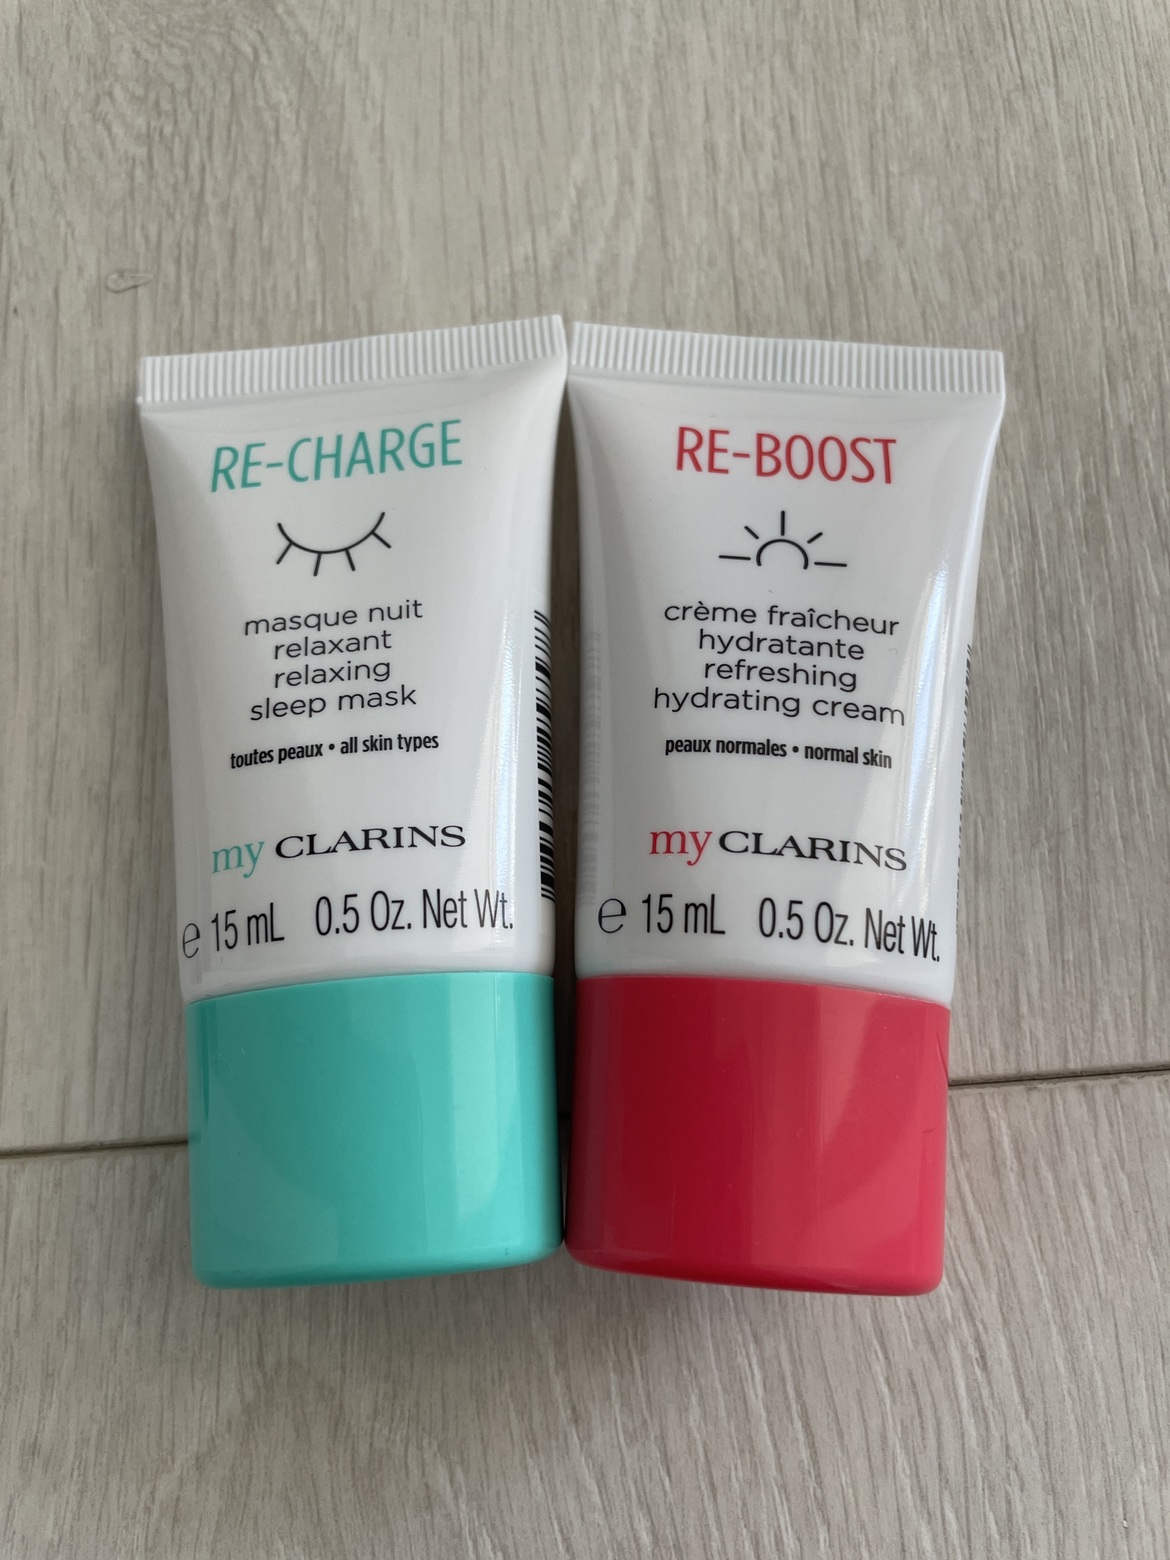 RE-CHARGE
masque nuit
relaxant
relaxing
sleep mask
toutes peaux • all skin types
my CLARINS
e 15 mL 0.5 Oz. Net Wt.
RE-BOOST
crème fraîcheur
hydratante
refreshing
hydrating cream
peaux normales • normal skin
my CLARINS
e 15 mL 0.5 Oz. Net Wt.